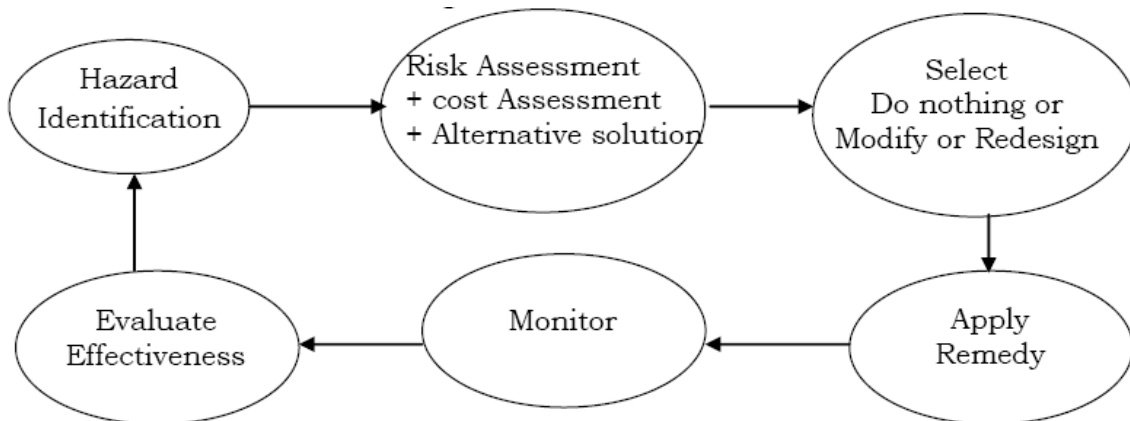 Hazard
Identification
Risk Assessment
+ cost Assessment
+ Alternative solution
Select
Do nothing or
Modify or Redesign
Apply
Remedy
Monitor
Evaluate
Effectiveness